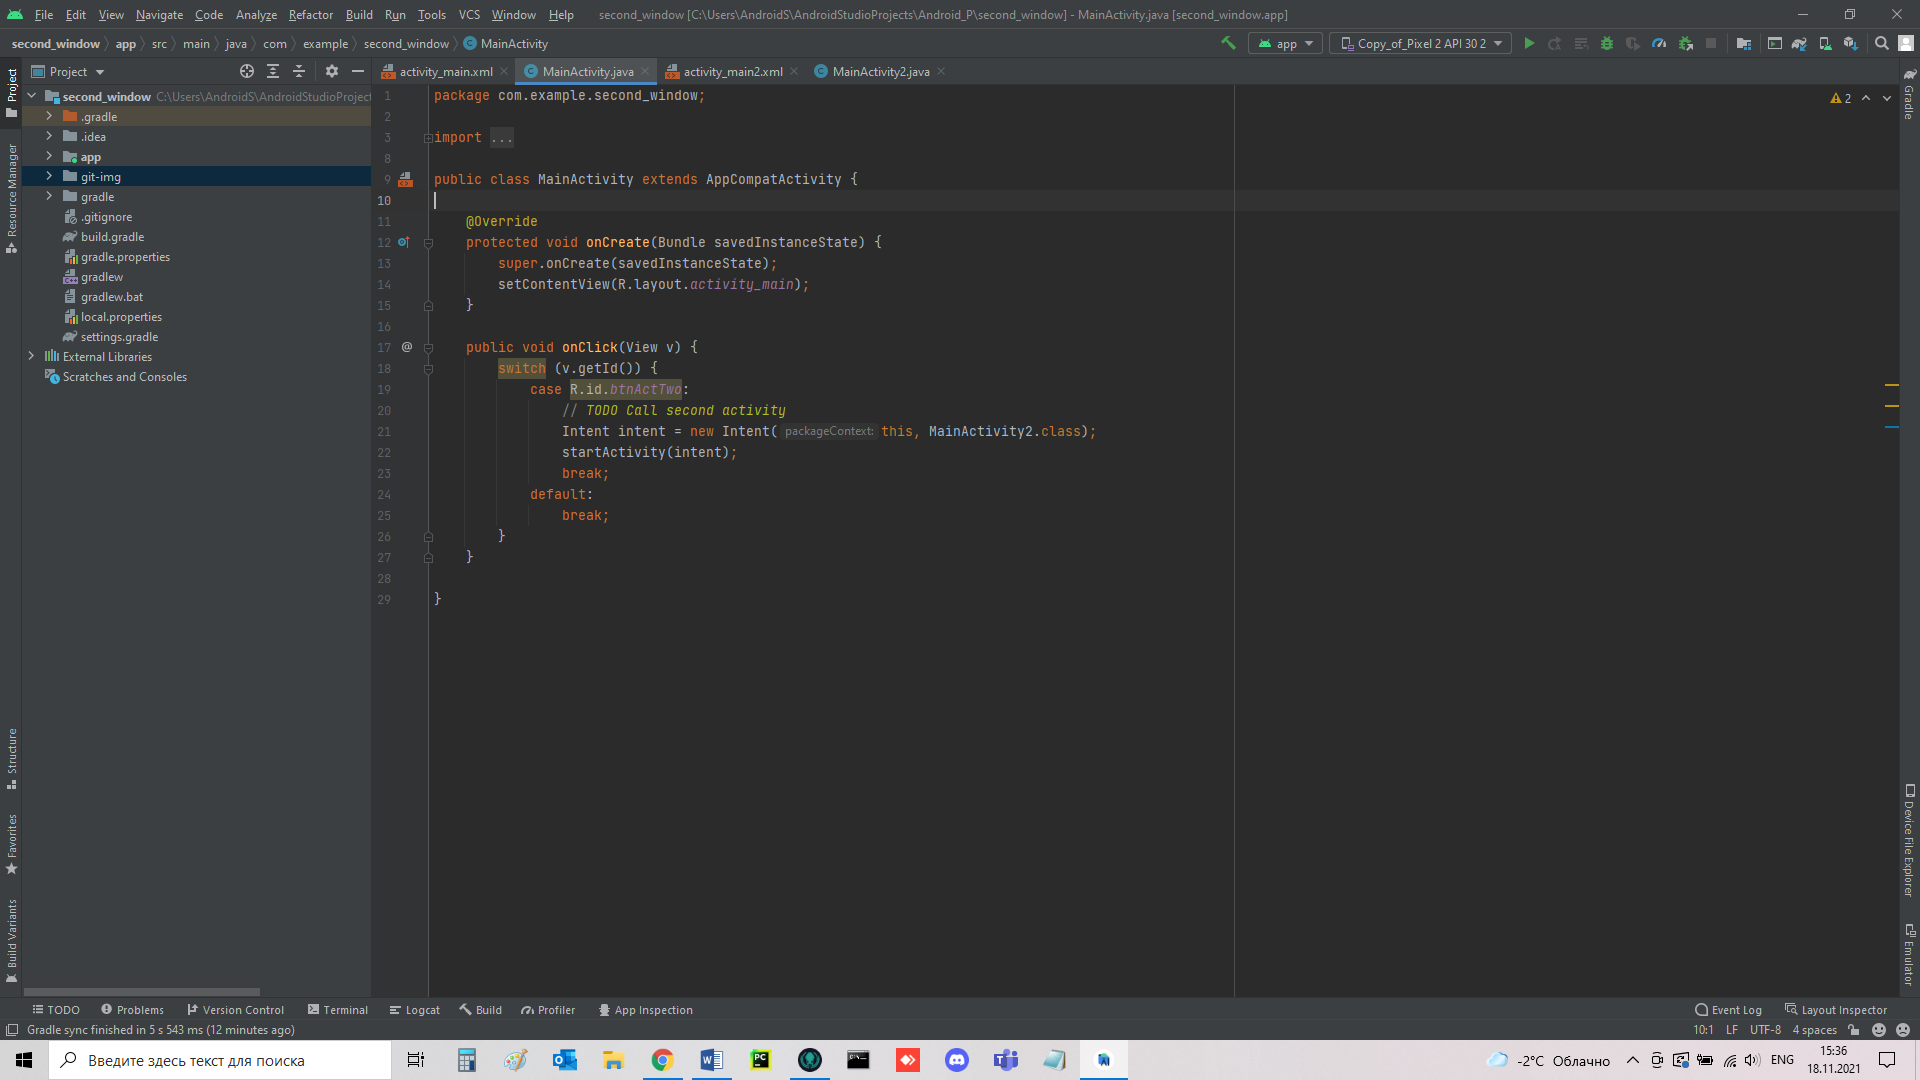 File Edit View Navigate Code Analyze Refactor Build Run Tools VCS Window Help second_window [C:\Users\AndroidS\AndroidStudioProjects\Android_P\second_window] - MainActivity.java [second_window.app]
second_window app src main java com example second_window MainActivity app Copy_of_Pixel 2 API 30 2
Project activity_main.xml MainActivity.java activity_main2.xml MainActivity2.java
second_window C:\Users\AndroidS\AndroidStudioProject
.gradle
.idea
app
git-img
gradle
.gitignore
build.gradle
gradle.properties
gradlew
gradlew.bat
local.properties
settings.gradle
External Libraries
Scratches and Consoles
Project
Resource Manager
Structure
Favorites
Build Variants
1 package com.example.second_window;
2
3 import ...
8
9 public class MainActivity extends AppCompatActivity {
10
11 @Override
12 protected void onCreate(Bundle savedInstanceState) {
13 super.onCreate(savedInstanceState);
14 setContentView(R.layout.activity_main);
15 }
16
17 @ public void onClick(View v) {
18 switch (v.getId()) {
19 case R.id.btnActTwo:
20 // TODO Call second activity
21 Intent intent = new Intent( packageContext: this, MainActivity2.class);
22 startActivity(intent);
23 break;
24 default:
25 break;
26 }
27 }
28
29 }
2
Gradle
Device File Explorer
Emulator
TODO Problems Version Control Terminal Logcat Build Profiler App Inspection Event Log Layout Inspector
Gradle sync finished in 5 s 543 ms (12 minutes ago) 10:1 LF UTF-8 4 spaces
Введите здесь текст для поиска -2°C Облачно ENG 15:36
18.11.2021